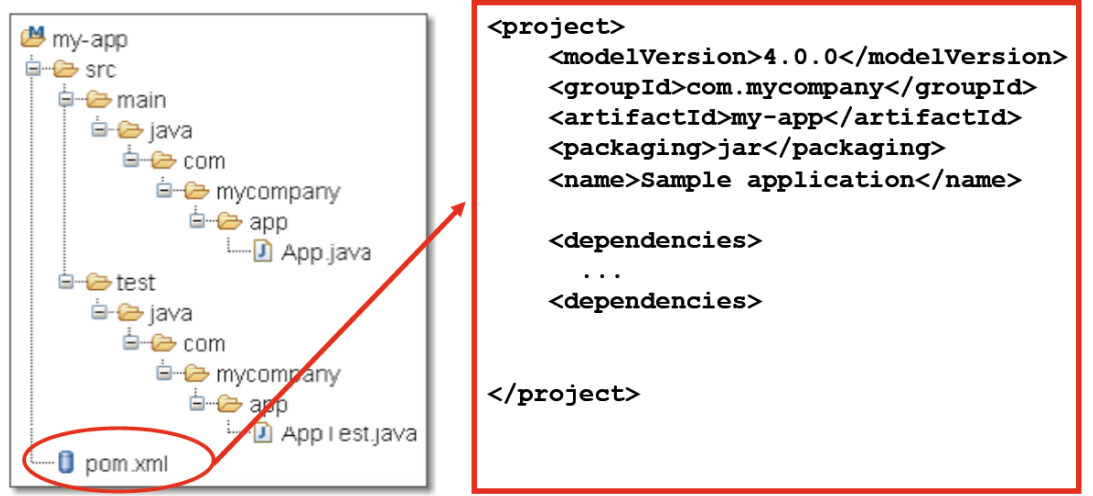 my-app
src
main
java
com
mycompany
app
App.java
test
java
com
mycompany
app
AppTest.java
pom.xml
<project>
<modelVersion>4.0.0</modelVersion>
<groupId>com.mycompany</groupId>
<artifactId>my-app</artifactId>
<packaging>jar</packaging>
<name>Sample application</name>
<dependencies>
...
<dependencies>
</project>